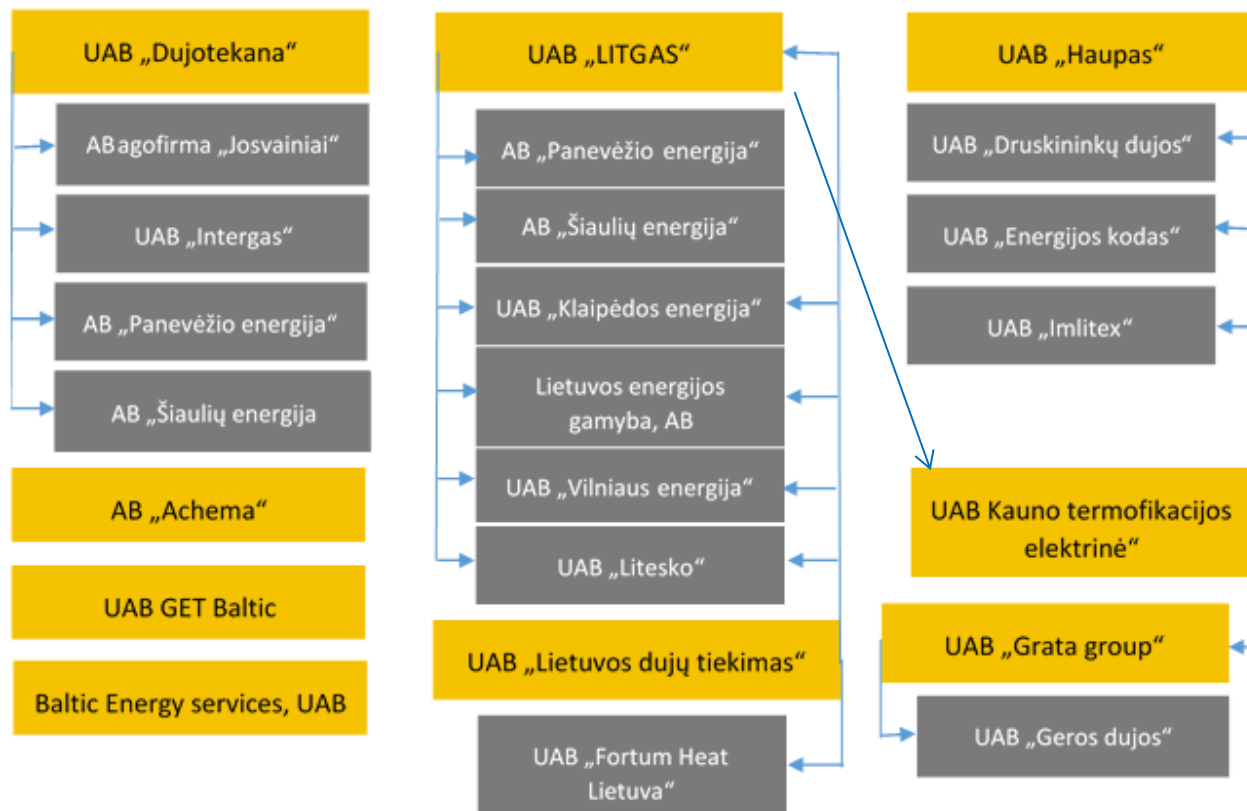 UAB „Dujotekana“
ABagofirma „Josvainiai“
UAB „Intergas“
AB „Panevėžio energija“
AB „Šiaulių energija
AB „Achema“
UAB GET Baltic
Baltic Energy services, UAB
UAB „LITGAS“
AB „Panevėžio energija“
AB „Šiaulių energija“
UAB „Klaipėdos energija“
Lietuvos energijos
gamyba, AB
UAB „Vilniaus energija“
UAB „Litesko“
UAB „Lietuvos dujų tiekimas“
UAB „Fortum Heat
Lietuva“
UAB „Haupas“
UAB „Druskininkų dujos“
UAB „Energijos kodas“
UAB „Imlitex“
UAB Kauno termofikacijos
elektrinė“
UAB „Grata group“
UAB „Geros dujos“